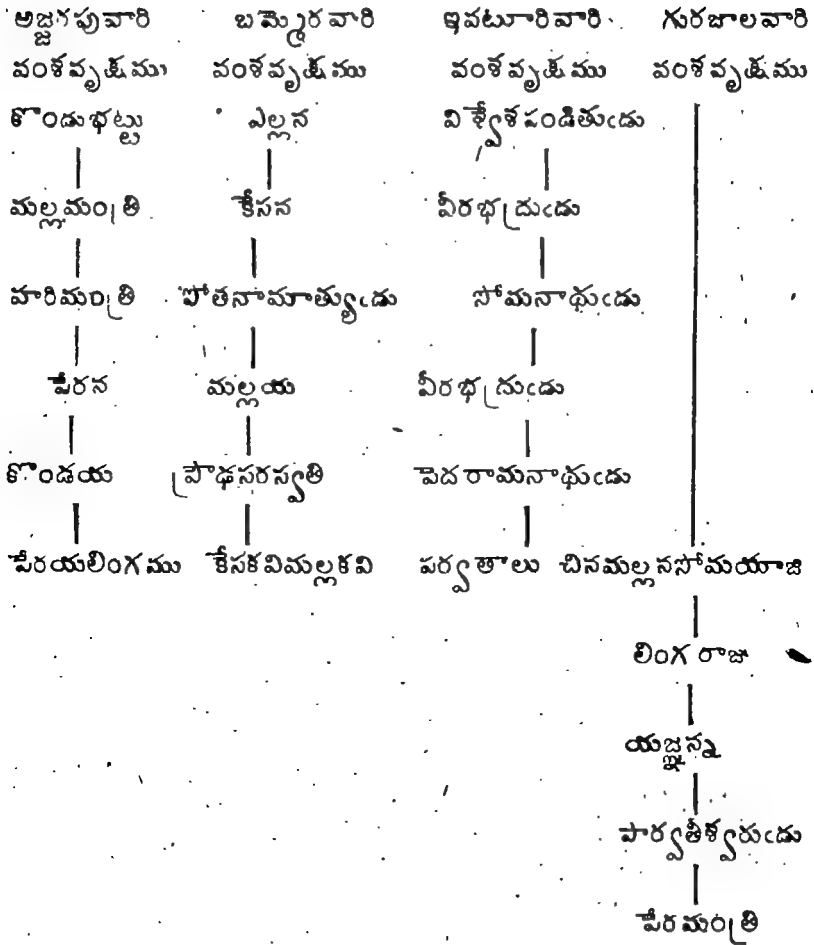 అజ్జరపువారి బమ్మెరవారి ఇవటూరివారి గురజాలవారి
వంశవృక్షము వంశవృక్షము వంశవృక్షము వంశవృక్షము
కొండుభట్టు ఎల్లన విశ్వేశపండితుఁడు
మల్లమంత్రి కేసన వీరభద్రుఁడు
హరిమంత్రి పోతనామాత్యుఁడు సోమనాథుఁడు
పేరన మల్లయ వీరభద్రుఁడు
కొండయ ప్రౌఢసరస్వతి పెదరామనాథుఁడు
పేరయలింగము కేసకవిమల్లకవి పర్వతాలు చినమల్లనసోమయాజి
లింగరాజు
యజ్ఞన్న
పార్వతీశ్వరుఁడు
పేరమంత్రి